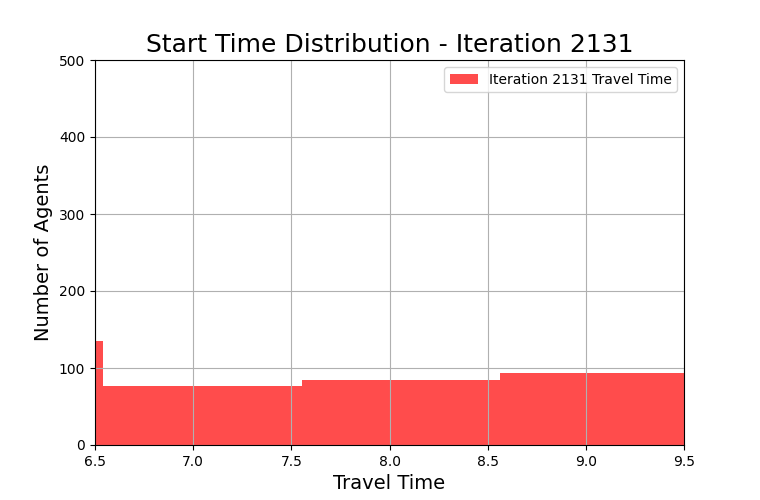 Start Time Distribution - Iteration 2131
Iteration 2131 Travel Time
Number of Agents
500
400
300
200
100
0
6.5 7.0 7.5 8.0 8.5 9.0 9.5
Travel Time